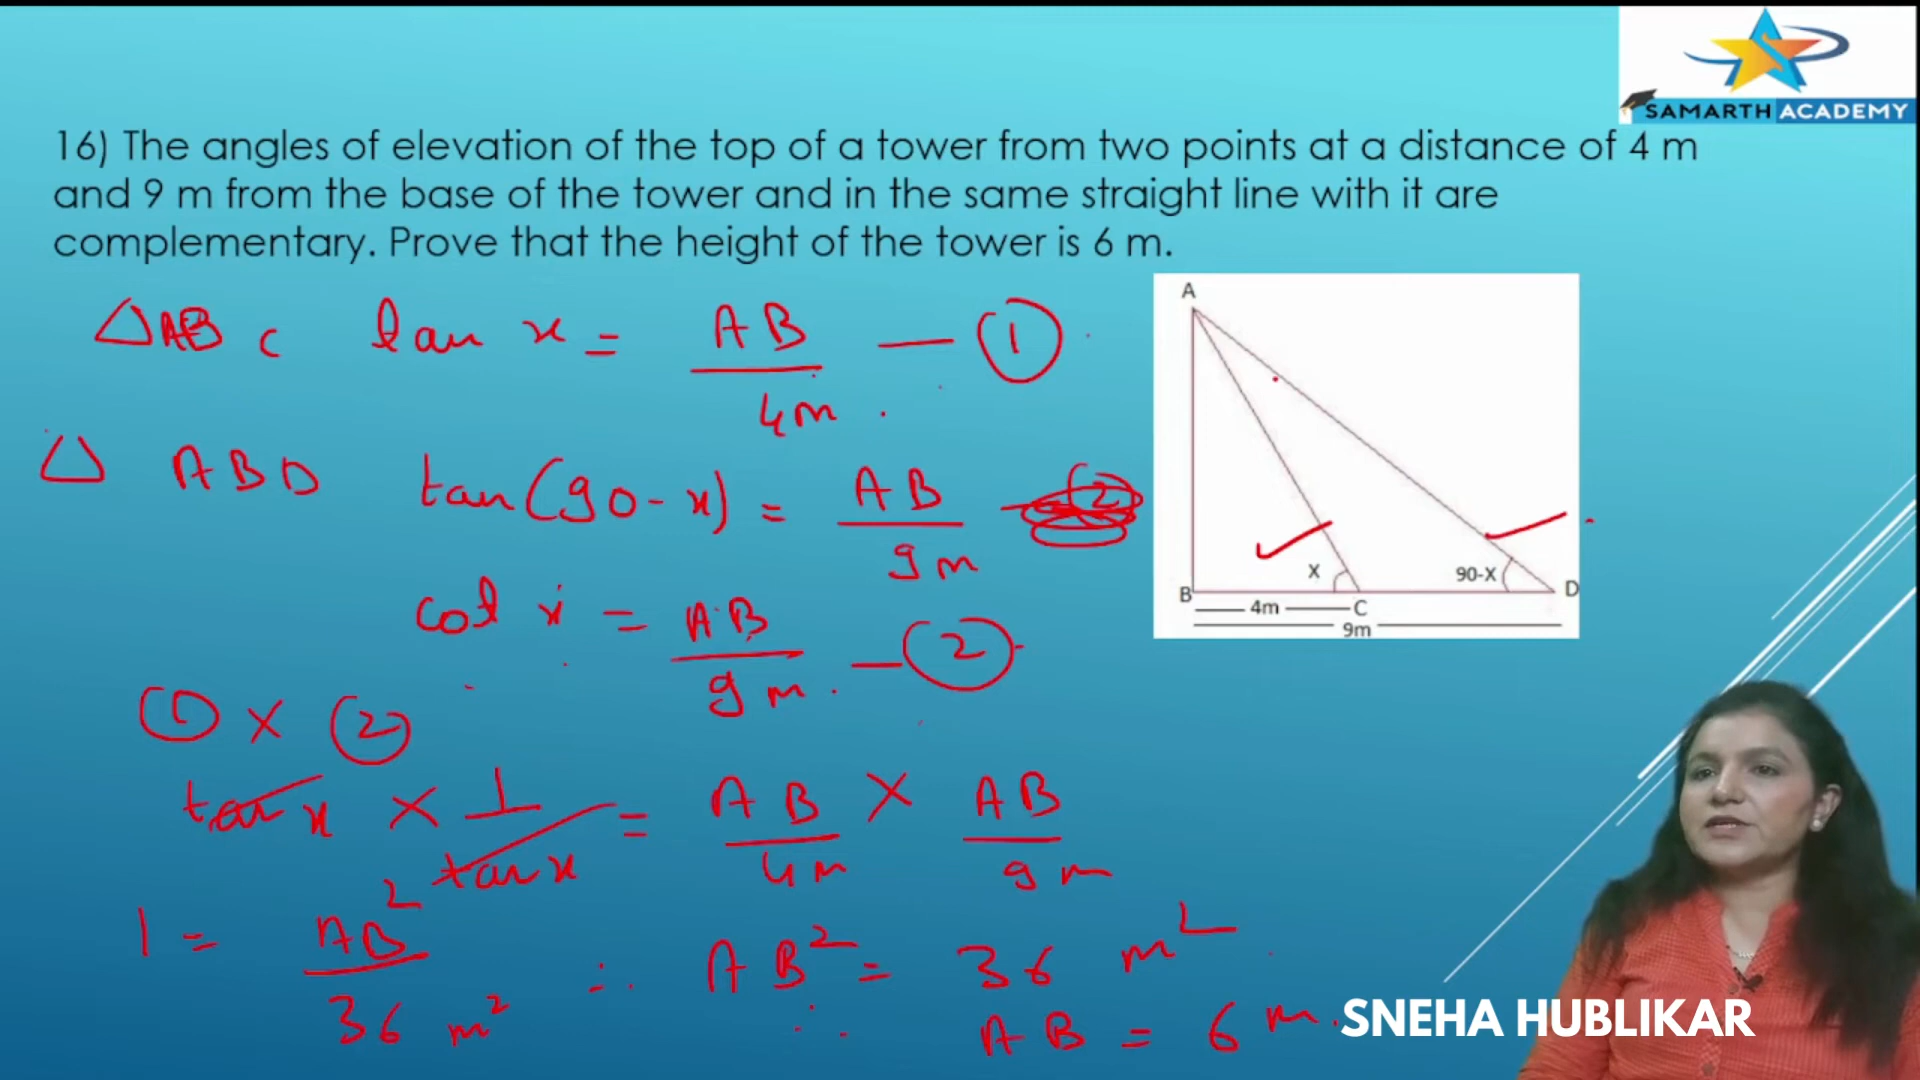 SAMARTH ACADEMY
16) The angles of elevation of the top of a tower from two points at a distance of 4 m
and 9 m from the base of the tower and in the same straight line with it are
complementary. Prove that the height of the tower is 6 m.
△ABC tan x = AB/4m — ①
△ ABD tan(90-x) = AB/9m
cot x = AB/9m — ②
① × ②
tan x × 1/tan x = AB/4m × AB/9m
1 = AB²/36 m² ∴ AB² = 36 m²
∴ AB = 6 m.
A
X
90-X
B
C
D
4m
9m
SNEHA HUBLIKAR